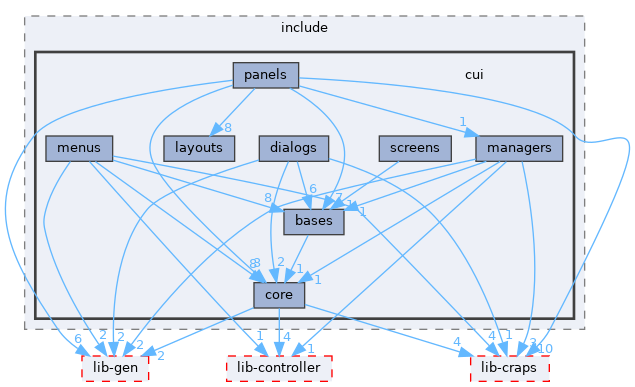 include
cui
panels
1
8
menus
layouts
dialogs
screens
managers
6
8
7
1
1
bases
8
8
2
1
1
core
6
2
2
2
1
4
1
4
4
1
3
10
lib-gen
lib-controller
lib-craps